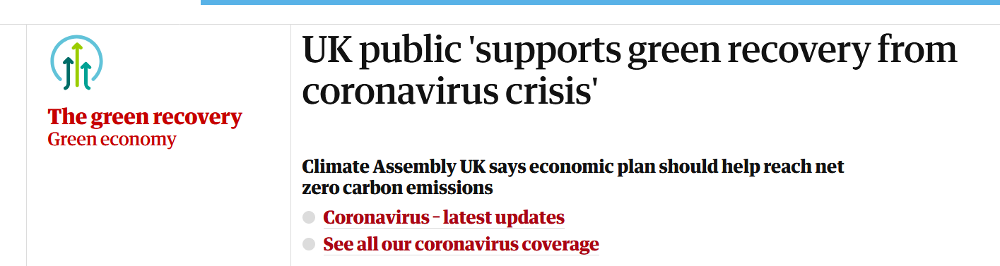 The green recovery
Green economy
UK public 'supports green recovery from
coronavirus crisis'
Climate Assembly UK says economic plan should help reach net
zero carbon emissions
Coronavirus – latest updates
See all our coronavirus coverage